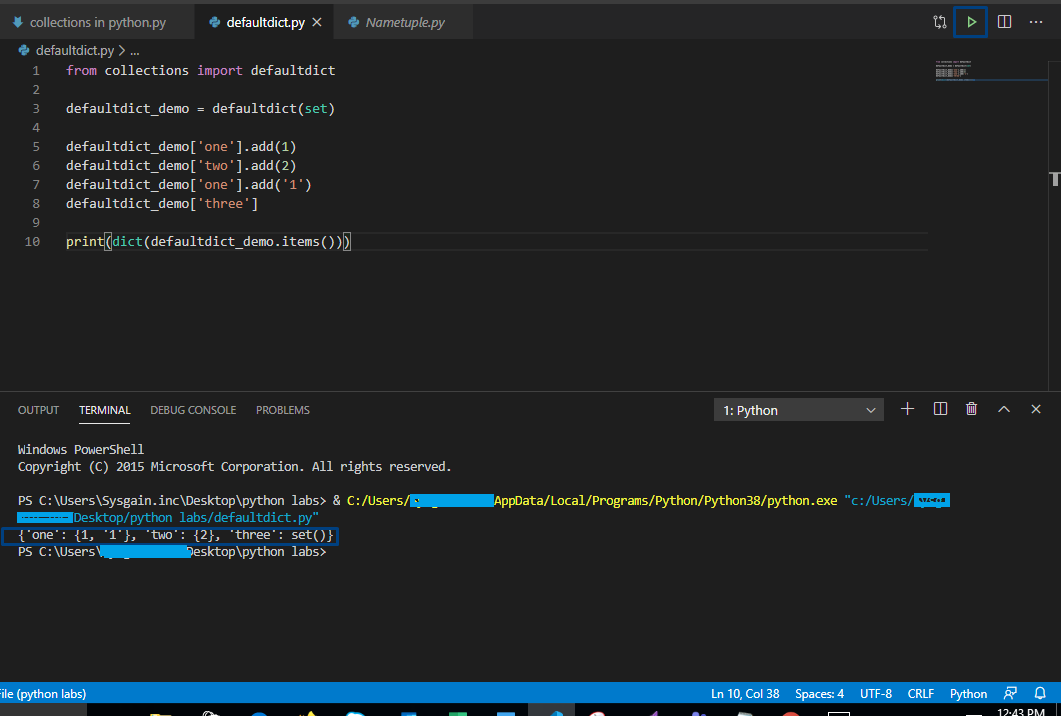 collections in python.py defaultdict.py Nametuple.py
defaultdict.py > ...
1 from collections import defaultdict
2
3 defaultdict_demo = defaultdict(set)
4
5 defaultdict_demo['one'].add(1)
6 defaultdict_demo['two'].add(2)
7 defaultdict_demo['one'].add('1')
8 defaultdict_demo['three']
9
10 print(dict(defaultdict_demo.items()))
OUTPUT TERMINAL DEBUG CONSOLE PROBLEMS 1: Python
Windows PowerShell
Copyright (C) 2015 Microsoft Corporation. All rights reserved.
PS C:\Users\Sysgain.inc\Desktop\python labs> & C:/Users/ AppData/Local/Programs/Python/Python38/python.exe "c:/Users/
Desktop/python labs/defaultdict.py"
{'one': {1, '1'}, 'two': {2}, 'three': set()}
PS C:\Users\ Desktop\python labs>
File (python labs) Ln 10, Col 38 Spaces: 4 UTF-8 CRLF Python
12:43 PM